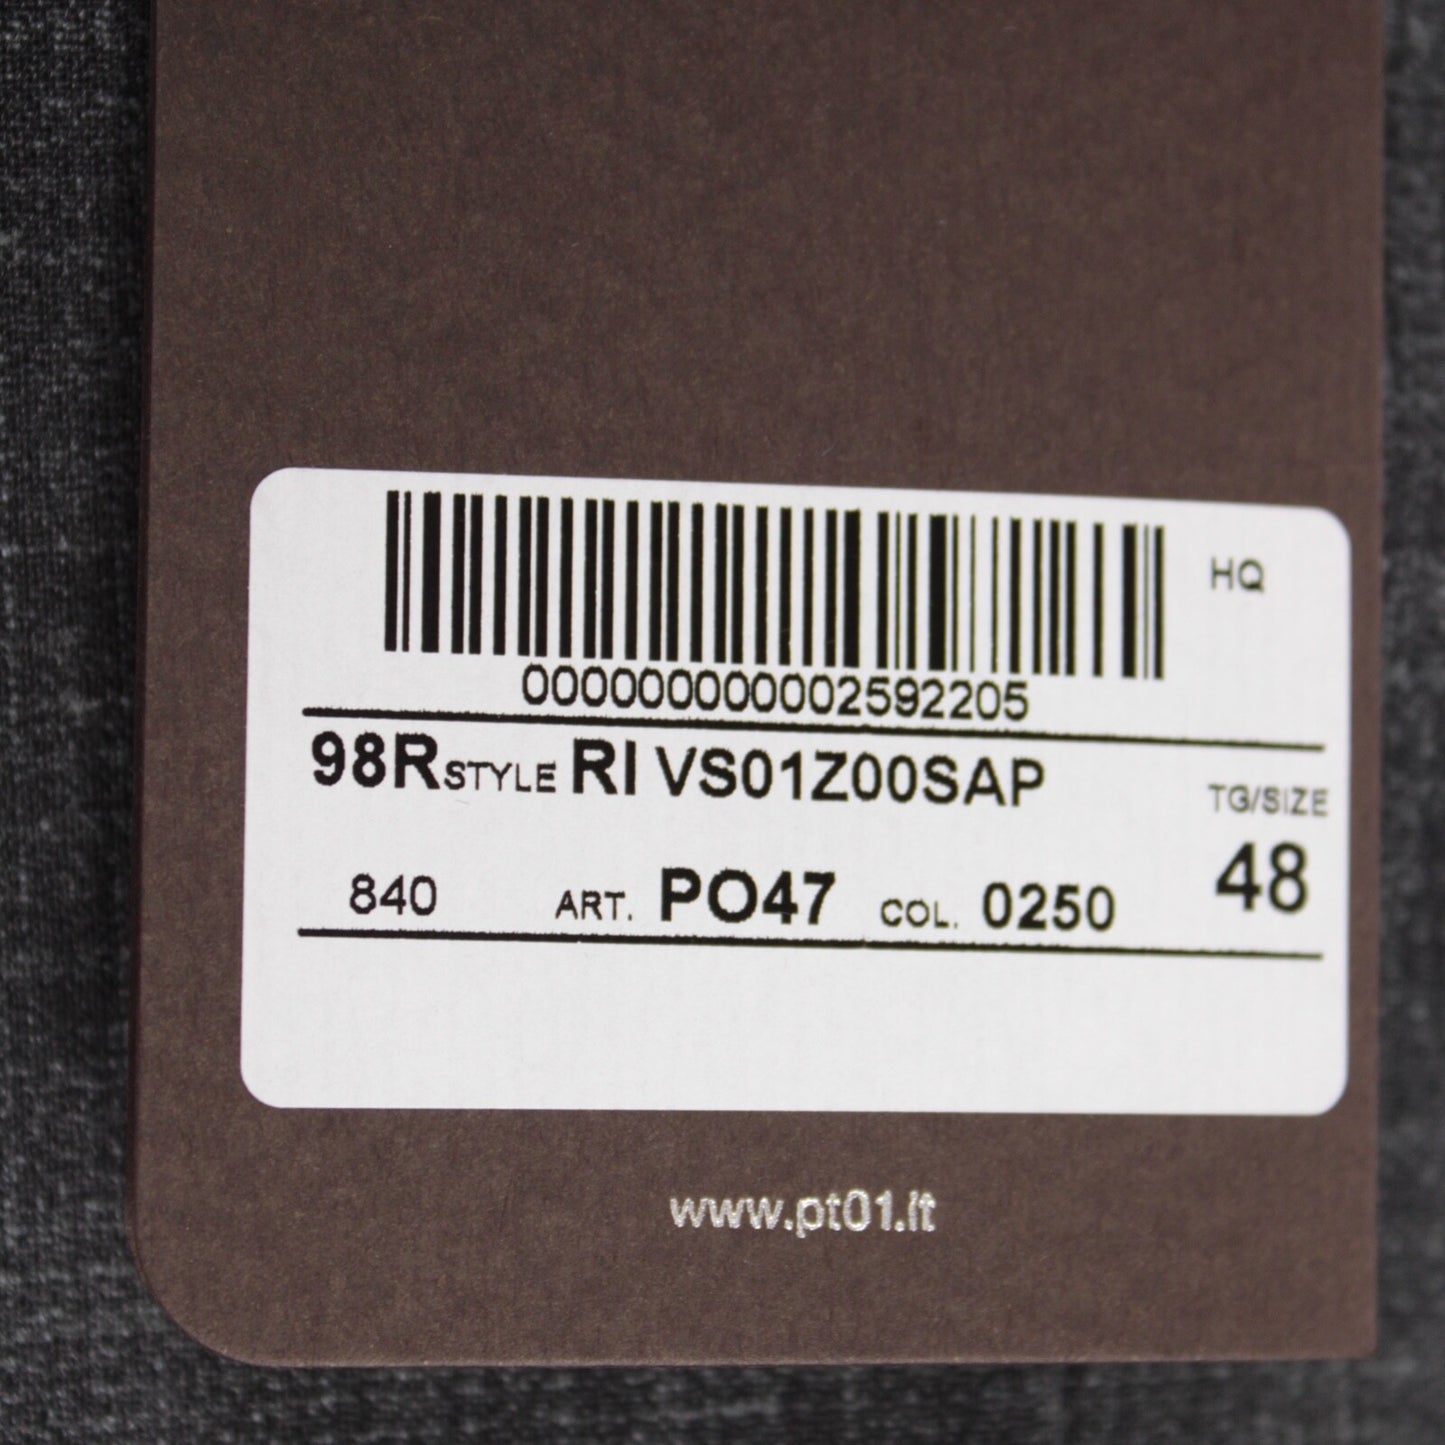 HQ
000000000002592205
98R STYLE RI VS01Z00SAP
TG/SIZE
840 ART. PO47 COL. 0250 48
www.pt01.it